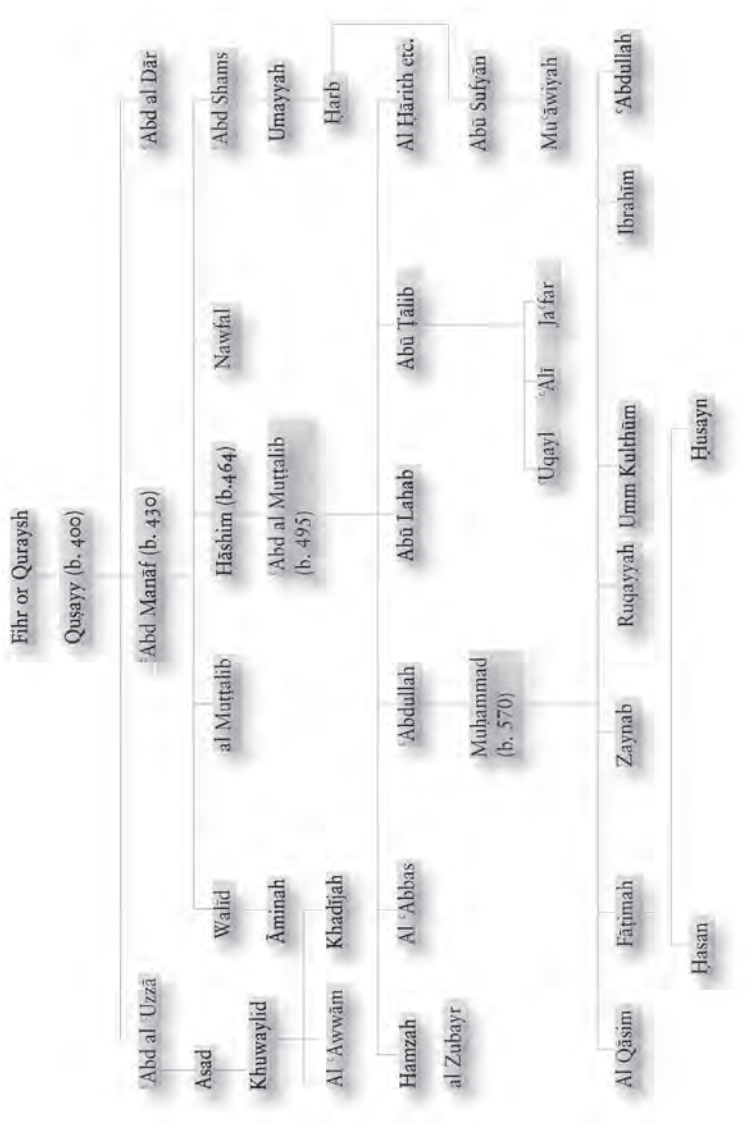 Fihr or Quraysh
Quṣayy (b. 400)
ʿAbd al ʿUzzā
ʿAbd Manāf (b. 430)
ʿAbd al Dār
Asad
Walīd
al Muṭṭalib
Hāshim (b.464)
Nawfal
ʿAbd Shams
Khuwaylid
Āminah
ʿAbd al Muṭṭalib
(b. 495)
Umayyah
Al ʿAwwām
Khadījah
Ḥarb
Hamzah
Al ʿAbbas
ʿAbdullah
Abū Lahab
Abū Ṭālib
Al Ḥārith etc.
al Zubayr
Muḥammad
(b. 570)
Abū Sufyān
ʿUqayl
ʿAlī
Jaʿfar
Muʿāwiyah
Al Qāsim
Fāṭimah
Zaynab
Ruqayyah
Umm Kulthūm
Ibrahīm
ʿAbdullah
Ḥasan
Ḥusayn